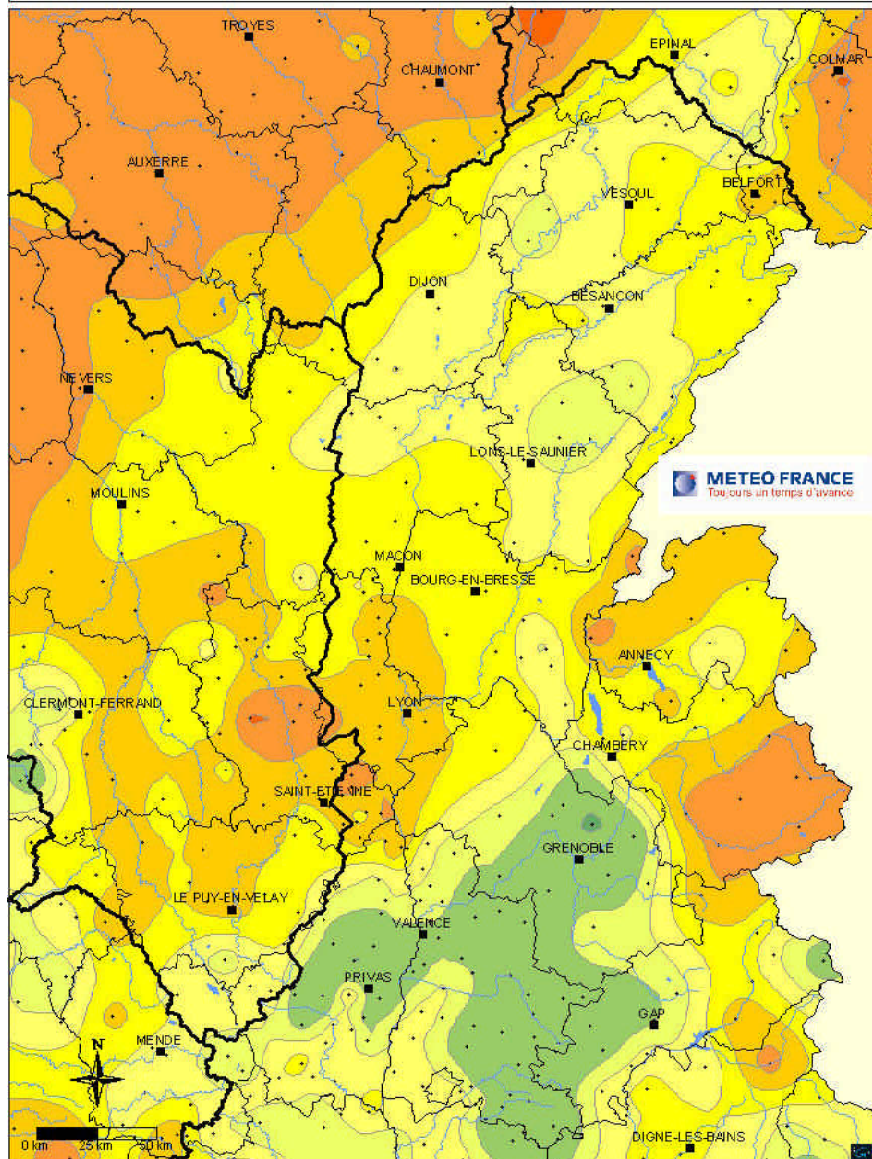 TROYES
EPINAL
COLMAR
CHAUMONT
AUXERRE
BELFORT
VESOUL
DIJON
BESANCON
NEVERS
LONS-LE-SAUNIER
METEO FRANCE
Toujours un temps d'avance
MOULINS
MACON
BOURG-EN-BRESSE
ANNECY
CLERMONT-FERRAND
LYON
CHAMBERY
SAINT-ETIENNE
GRENOBLE
LE PUY-EN-VELAY
VALENCE
PRIVAS
GAP
MENDE
N
DIGNE-LES-BAINS
0 km 25 km 50 km